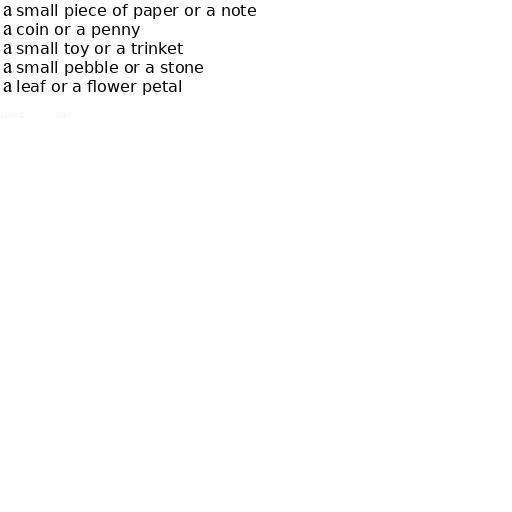 a small piece of paper or a note
a coin or a penny
a small toy or a trinket
a small pebble or a stone
a leaf or a flower petal